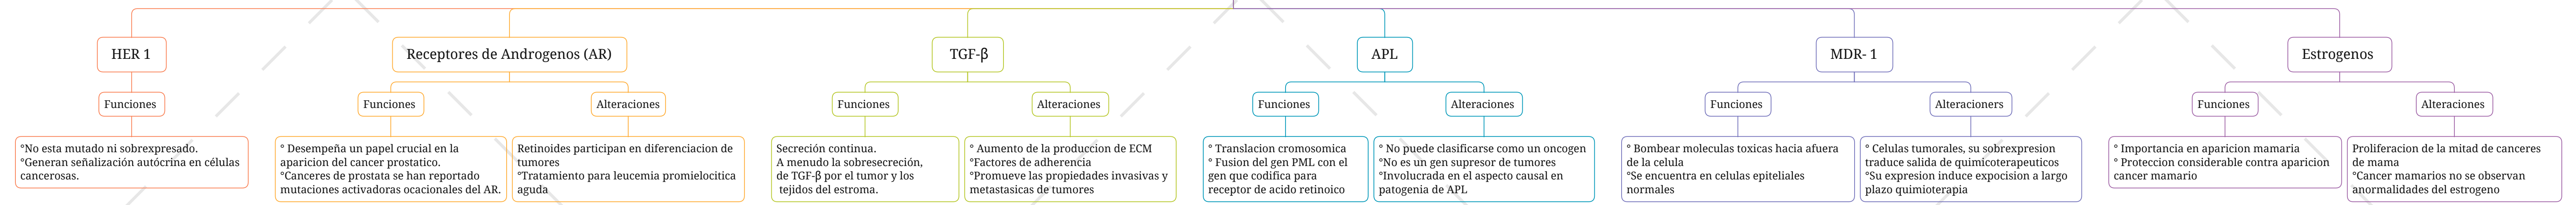 HER 1
Funciones
°No esta mutado ni sobrexpresado.
°Generan señalización autócrina en células
cancerosas.
Receptores de Androgenos (AR)
Funciones
° Desempeña un papel crucial en la
aparicion del cancer prostatico.
°Canceres de prostata se han reportado
mutaciones activadoras ocacionales del AR.
Alteraciones
Retinoides participan en diferenciacion de
tumores
°Tratamiento para leucemia promielocitica
aguda
TGF-β
Funciones
Secreción continua.
A menudo la sobresecreción,
de TGF-β por el tumor y los
tejidos del estroma.
Alteraciones
° Aumento de la produccion de ECM
°Factores de adherencia
°Promueve las propiedades invasivas y
metastasicas de tumores
APL
Funciones
° Translacion cromosomica
° Fusion del gen PML con el
gen que codifica para
receptor de acido retinoico
Alteraciones
° No puede clasificarse como un oncogen
°No es un gen supresor de tumores
°Involucrada en el aspecto causal en
patogenia de APL
MDR- 1
Funciones
° Bombear moleculas toxicas hacia afuera
de la celula
°Se encuentra en celulas epiteliales
normales
Alteracioners
° Celulas tumorales, su sobrexpresion
traduce salida de quimicoterapeuticos
°Su expresion induce expocision a largo
plazo quimioterapia
Estrogenos
Funciones
° Importancia en aparicion mamaria
° Proteccion considerable contra aparicion
cancer mamario
Alteraciones
Proliferacion de la mitad de canceres
de mama
°Cancer mamarios no se observan
anormalidades del estrogeno